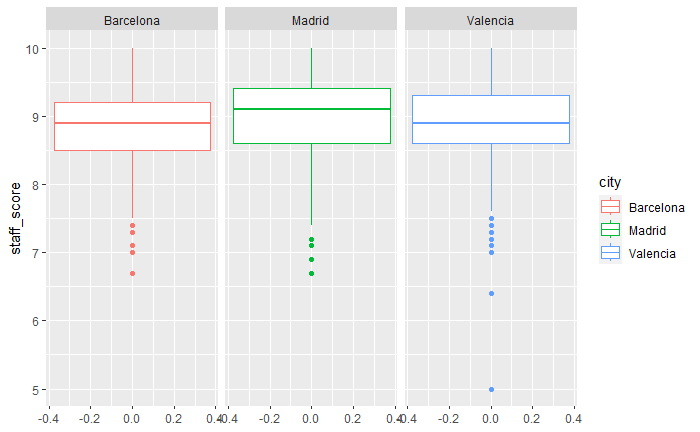 Barcelona Madrid Valencia
10
9
8
7
6
5
staff_score
-0.4 -0.2 0.0 0.2 0.4 -0.4 -0.2 0.0 0.2 0.4 -0.4 -0.2 0.0 0.2 0.4
city
Barcelona
Madrid
Valencia